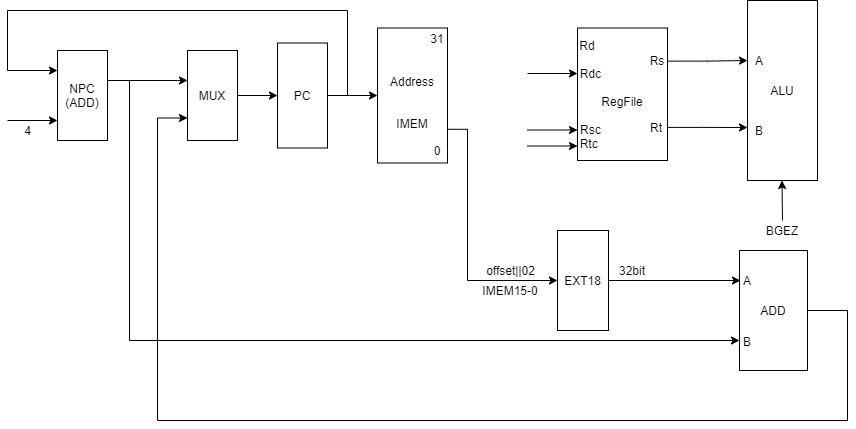 NPC
(ADD)
4
MUX
PC
31
Address
IMEM
0
Rd
Rdc
RegFile
Rsc
Rtc
Rs
Rt
A
ALU
B
BGEZ
offset||02
IMEM15-0
EXT18
32bit
A
ADD
B